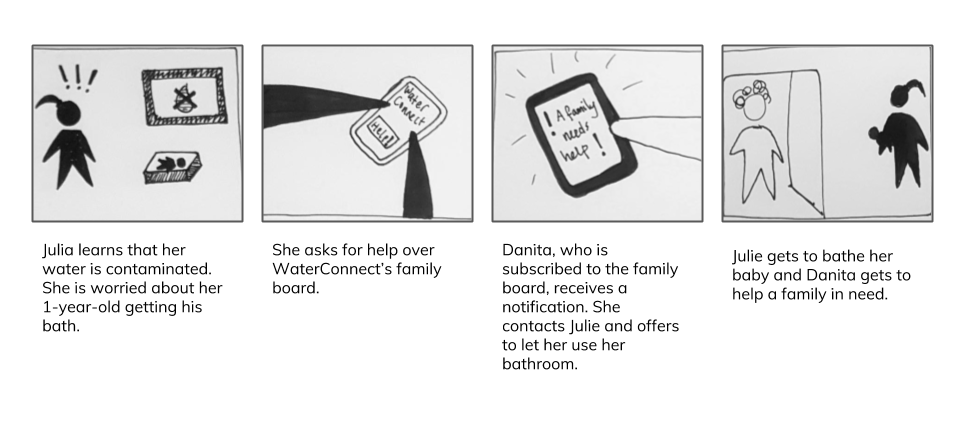 Water
Connect
Help!
! A family
needs
help !
Julia learns that her
water is contaminated.
She is worried about her
1-year-old getting his
bath.
She asks for help over
WaterConnect's family
board.
Danita, who is
subscribed to the family
board, receives a
notification. She
contacts Julie and offers
to let her use her
bathroom.
Julie gets to bathe her
baby and Danita gets to
help a family in need.